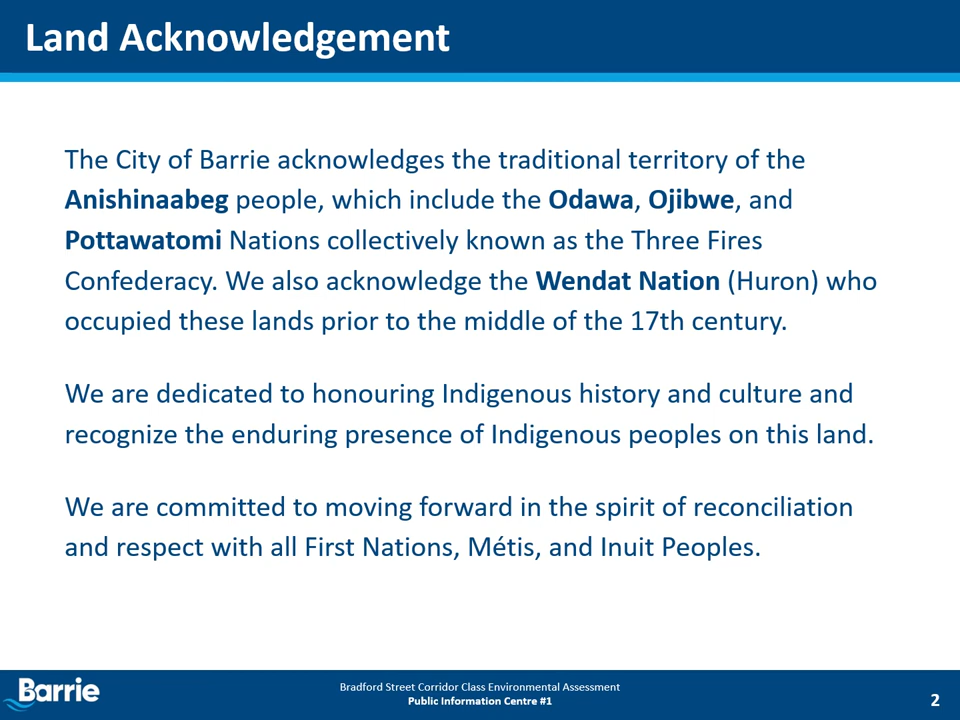 Land Acknowledgement
The City of Barrie acknowledges the traditional territory of the
Anishinaabeg people, which include the Odawa, Ojibwe, and
Pottawatomi Nations collectively known as the Three Fires
Confederacy. We also acknowledge the Wendat Nation (Huron) who
occupied these lands prior to the middle of the 17th century.
We are dedicated to honouring Indigenous history and culture and
recognize the enduring presence of Indigenous peoples on this land.
We are committed to moving forward in the spirit of reconciliation
and respect with all First Nations, Métis, and Inuit Peoples.
Barrie
Bradford Street Corridor Class Environmental Assessment
Public Information Centre #1
2